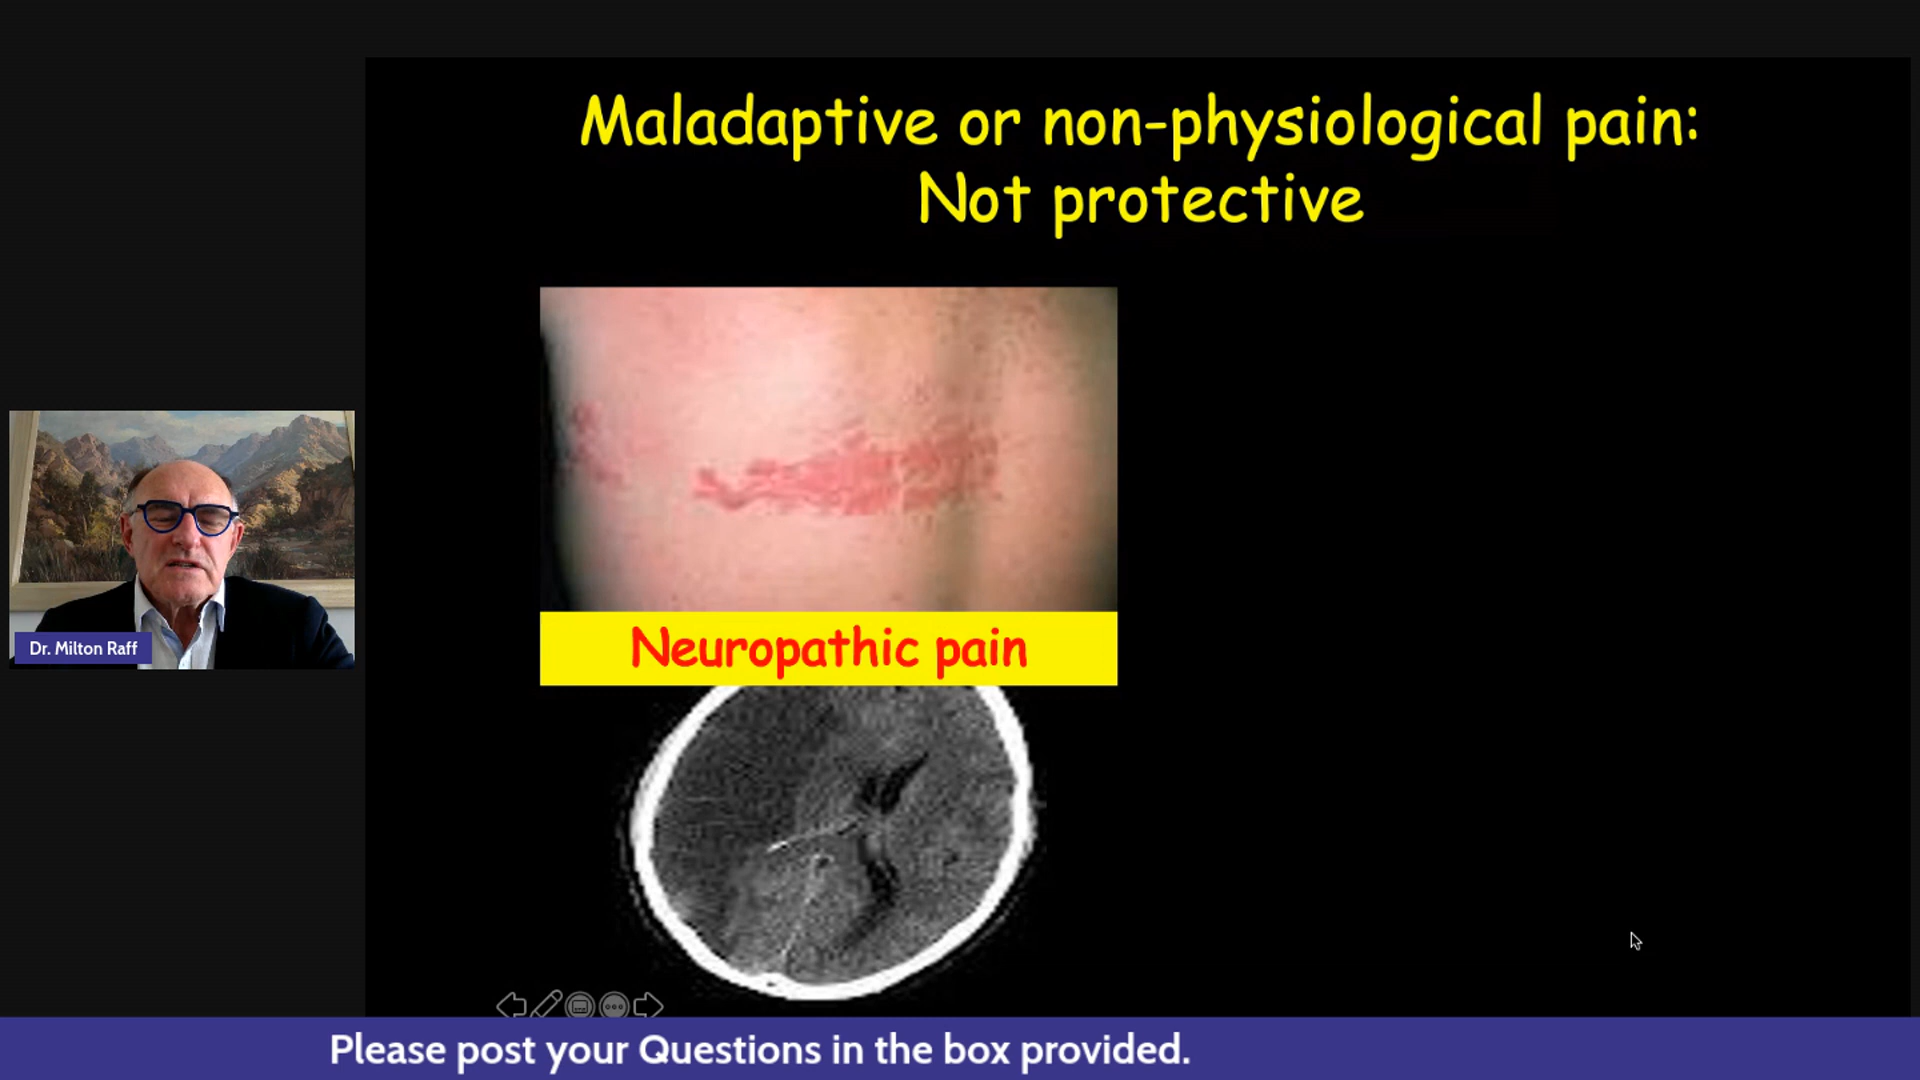 Maladaptive or non-physiological pain:
Not protective
Neuropathic pain
Dr. Milton Raff
Please post your Questions in the box provided.